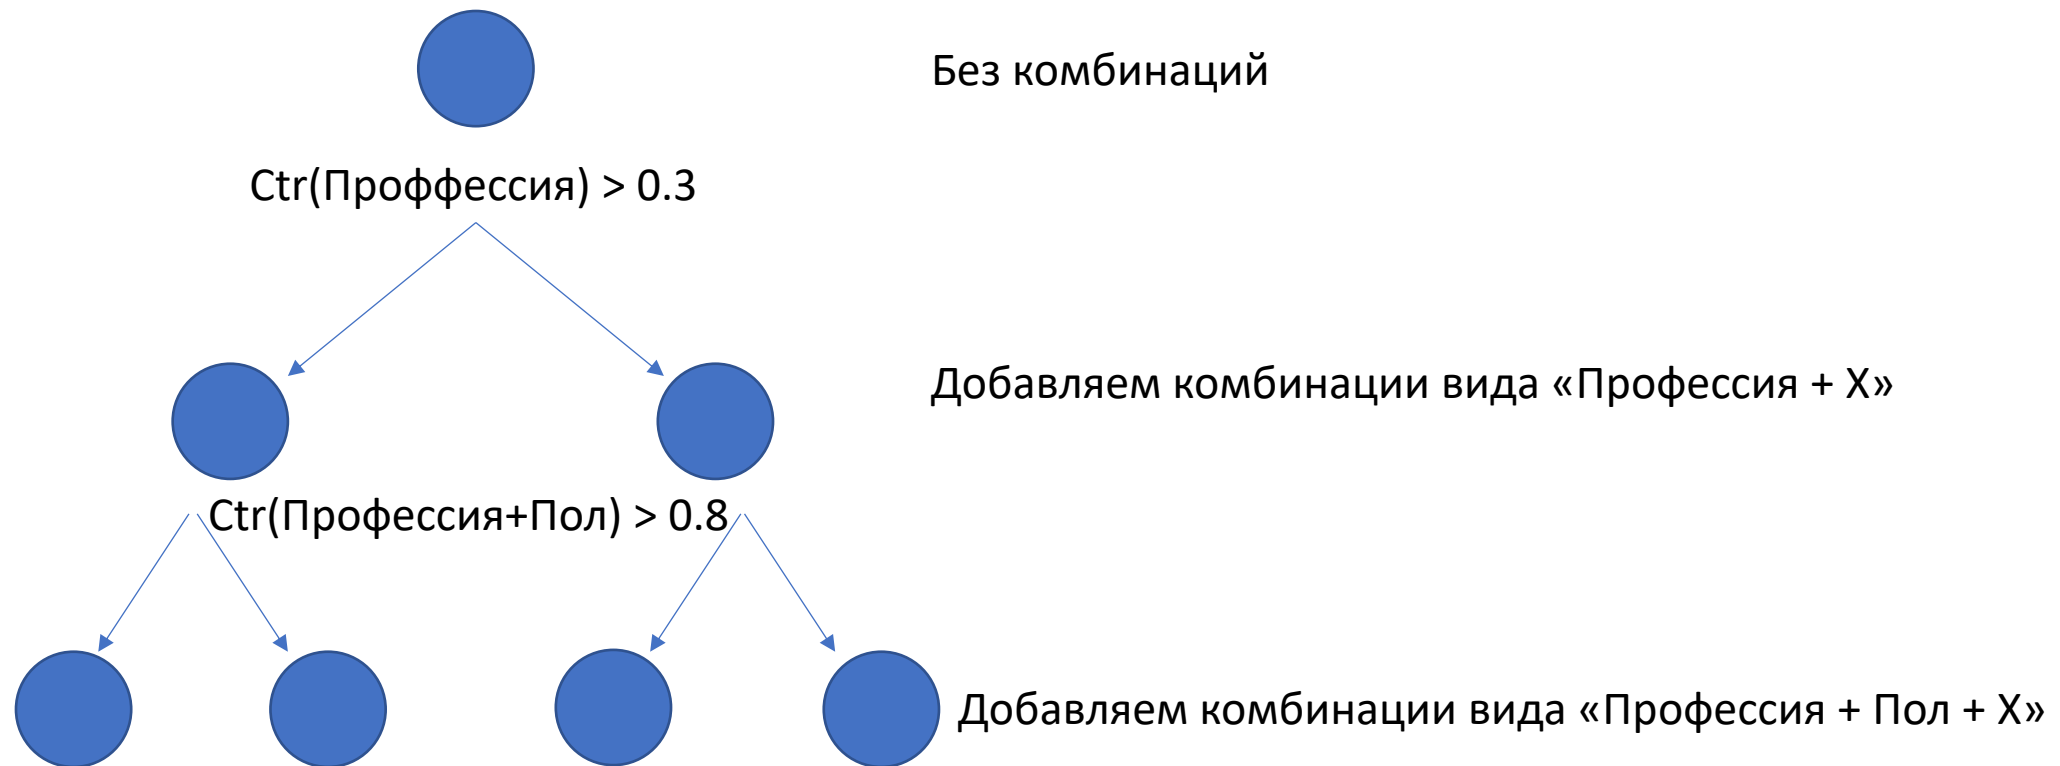 Без комбинаций
Ctr(Проффессия) > 0.3
Добавляем комбинации вида «Профессия + X»
Ctr(Профессия+Пол) > 0.8
Добавляем комбинации вида «Профессия + Пол + X»